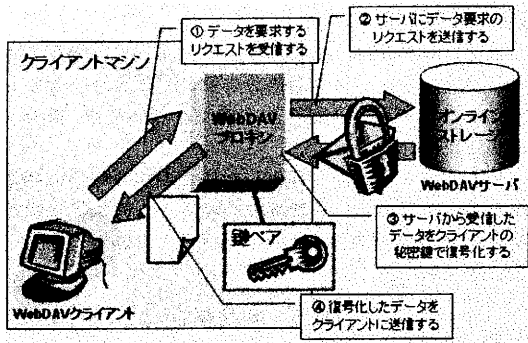 ① データを要求する
リクエストを受信する
② サーバにデータ要求の
リクエストを送信する
クライアントマシン
WebDAV
プロキシ
オンライン
ストレージ
WebDAVサーバ
③ サーバから受信した
データをクライアントの
秘密鍵で復号化する
鍵ペア
WebDAVクライアント
④ 復号化したデータを
クライアントに送信する